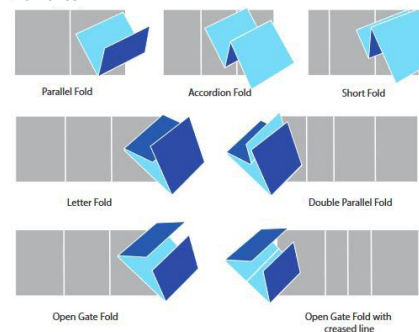 Parallel Fold
Accordion Fold
Short Fold
Letter Fold
Double Parallel Fold
Open Gate Fold
Open Gate Fold with
creased line